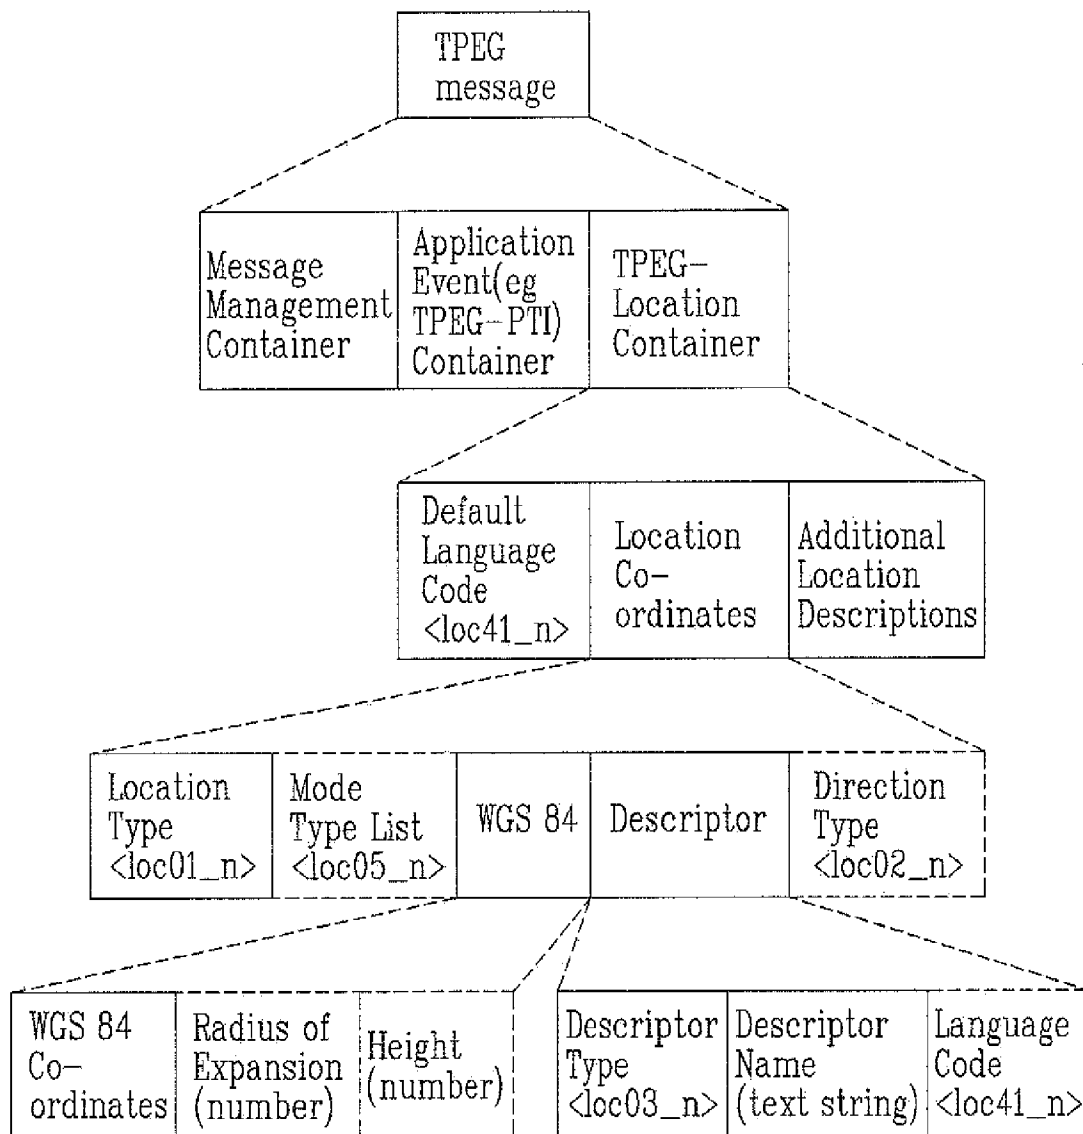 TPEG
message
Message
Management
Container
Application
Event(eg
TPEG-PTI)
Container
TPEG-
Location
Container
Default
Language
Code
<loc41_n>
Location
Co-
ordinates
Additional
Location
Descriptions
Location
Type
<loc01_n>
Mode
Type List
<loc05_n>
WGS 84
Descriptor
Direction
Type
<loc02_n>
WGS 84
Co-
ordinates
Radius of
Expansion
(number)
Height
(number)
Descriptor
Type
<loc03_n>
Descriptor
Name
(text string)
Language
Code
<loc41_n>